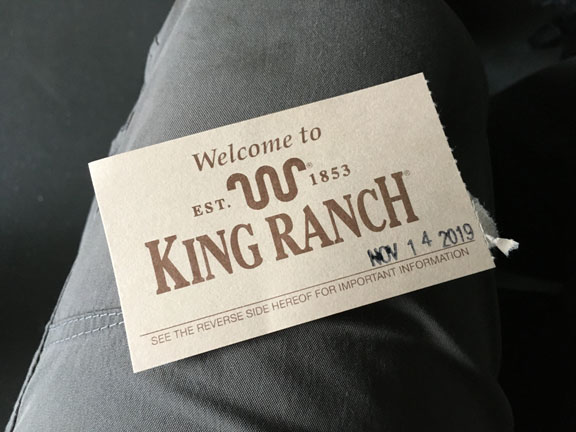 Welcome to
EST. ® 1853
KING RANCH®
NOV 14 2019
SEE THE REVERSE SIDE HEREOF FOR IMPORTANT INFORMATION